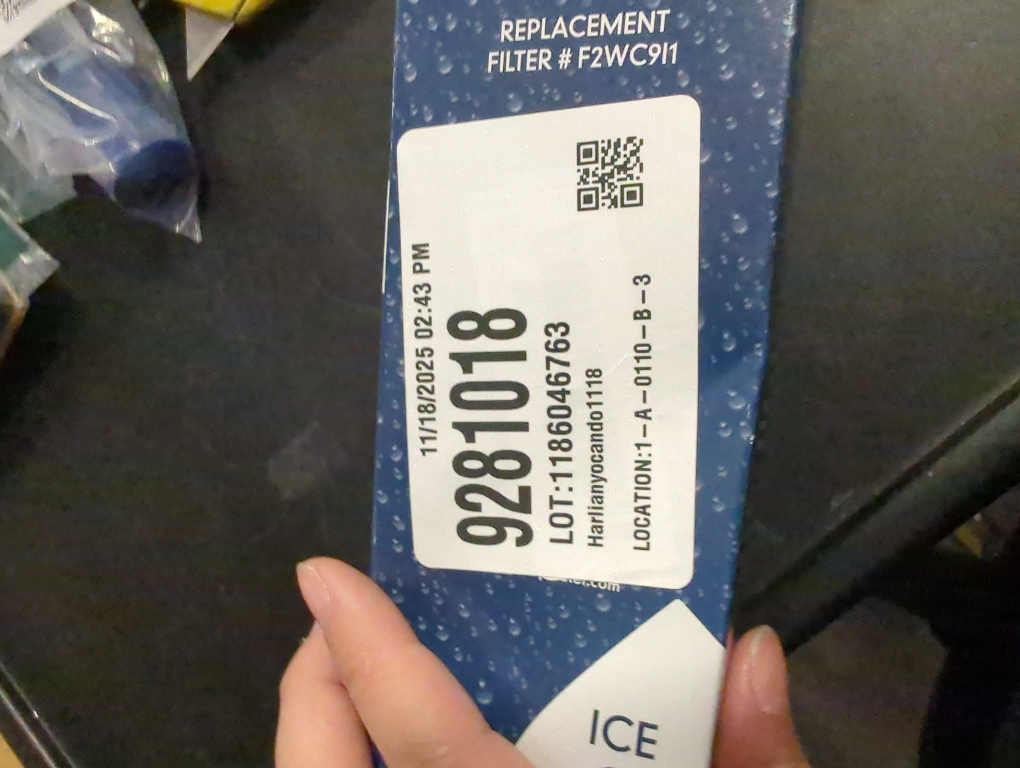 REPLACEMENT
FILTER # F2WC9I1
11/18/2025 02:43 PM
9281018
LOT:1186046763
Harlianyocando1118
LOCATION:1-A-0110-B-3
ICE